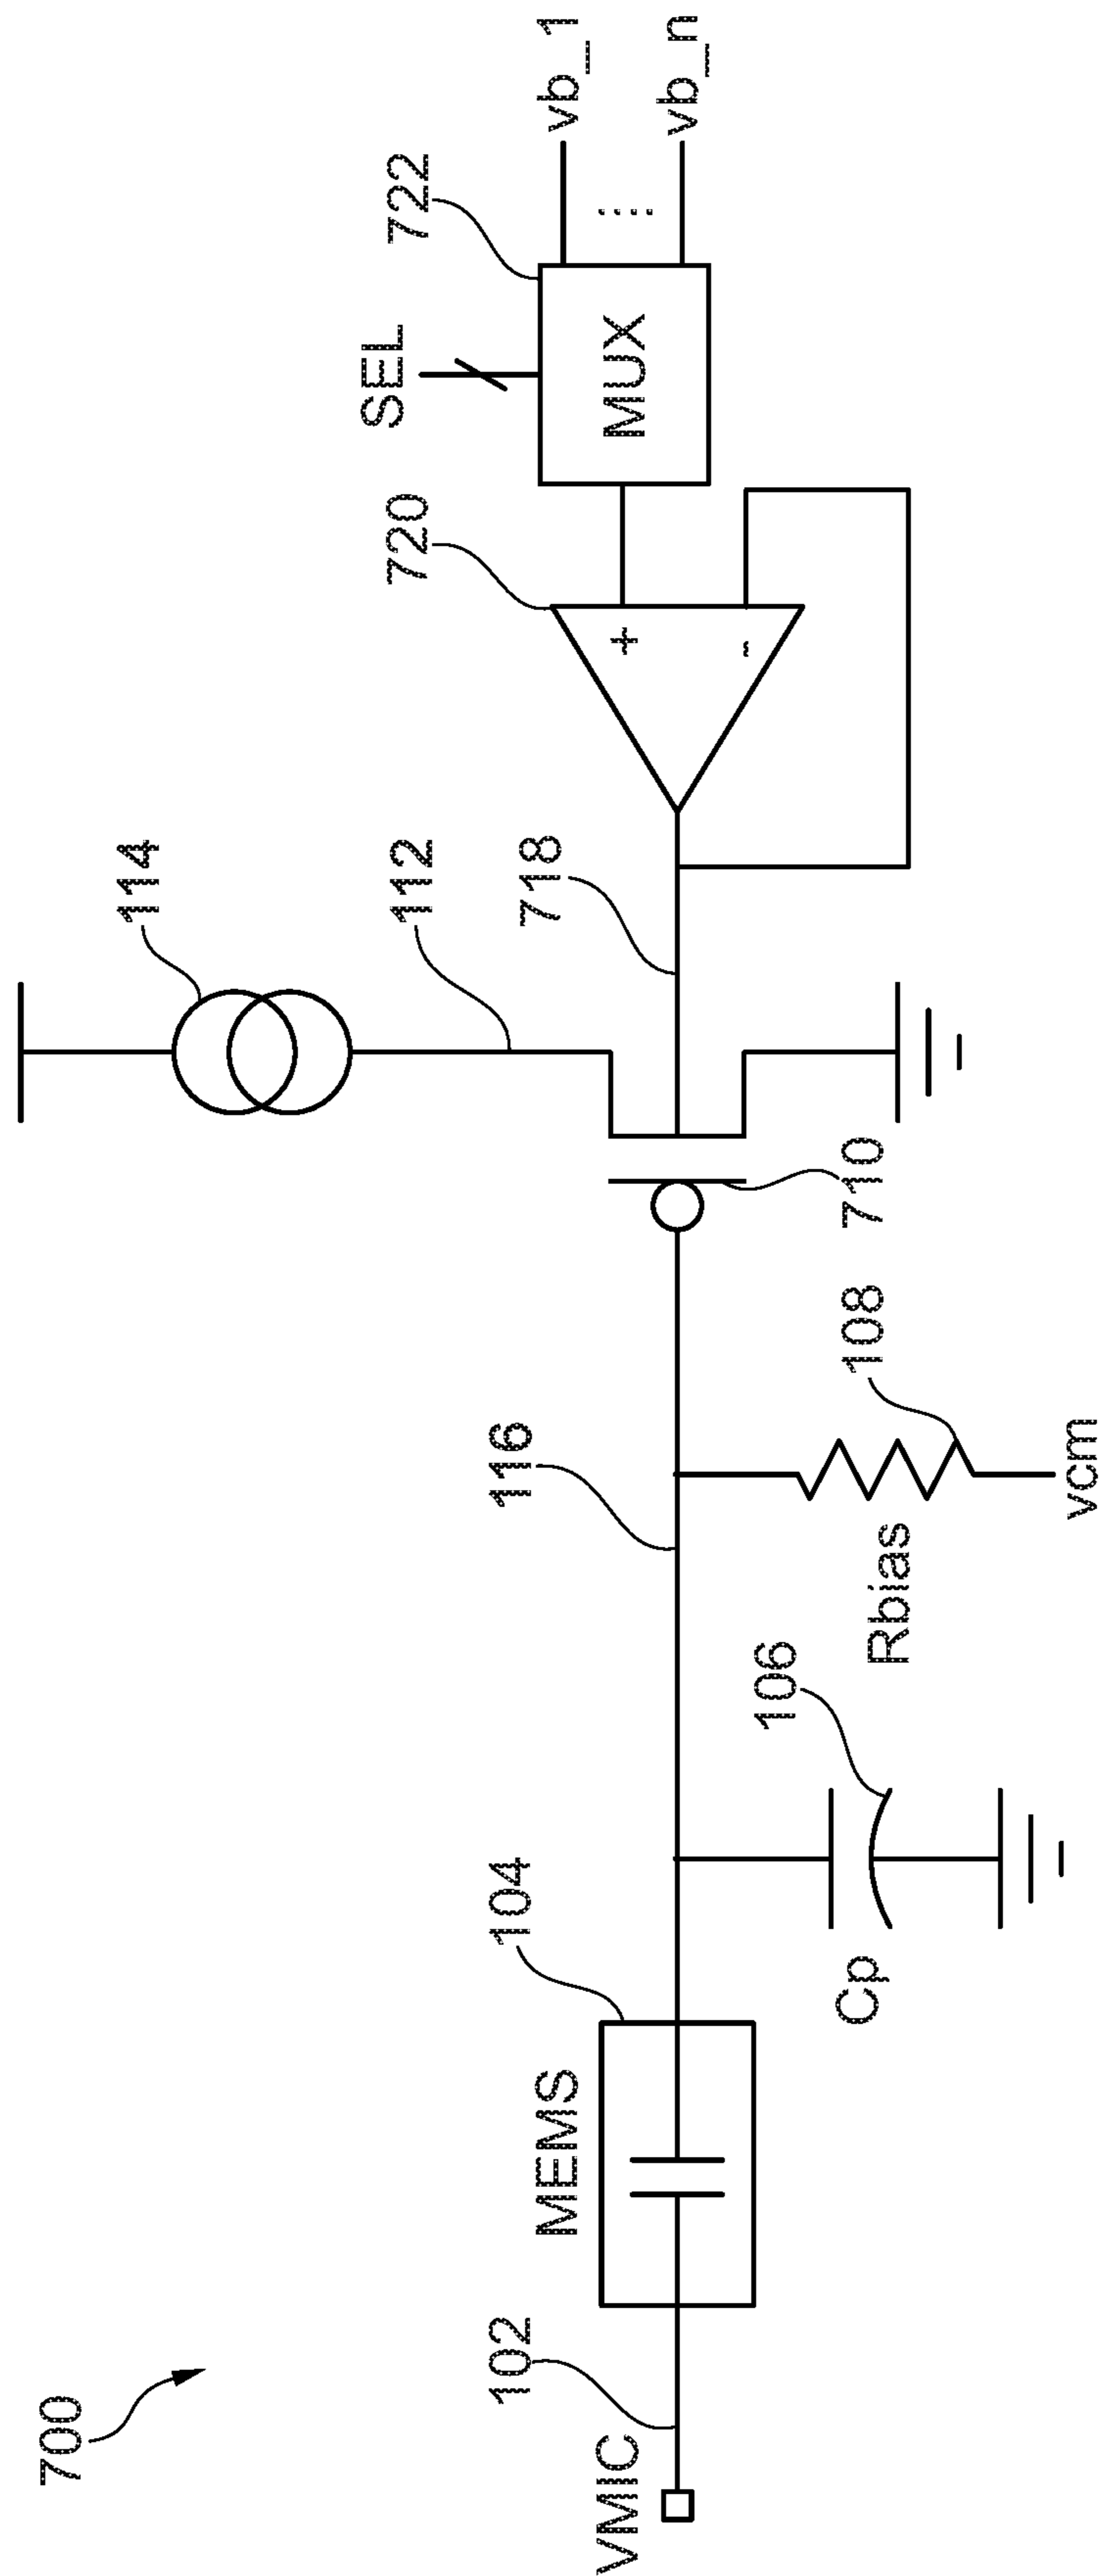 700
VMIC
102
MEMS
104
Cp
106
116
Rbias
108
vcm
710
114
112
718
720
+
-
SEL
722
MUX
vb_1
vb_n